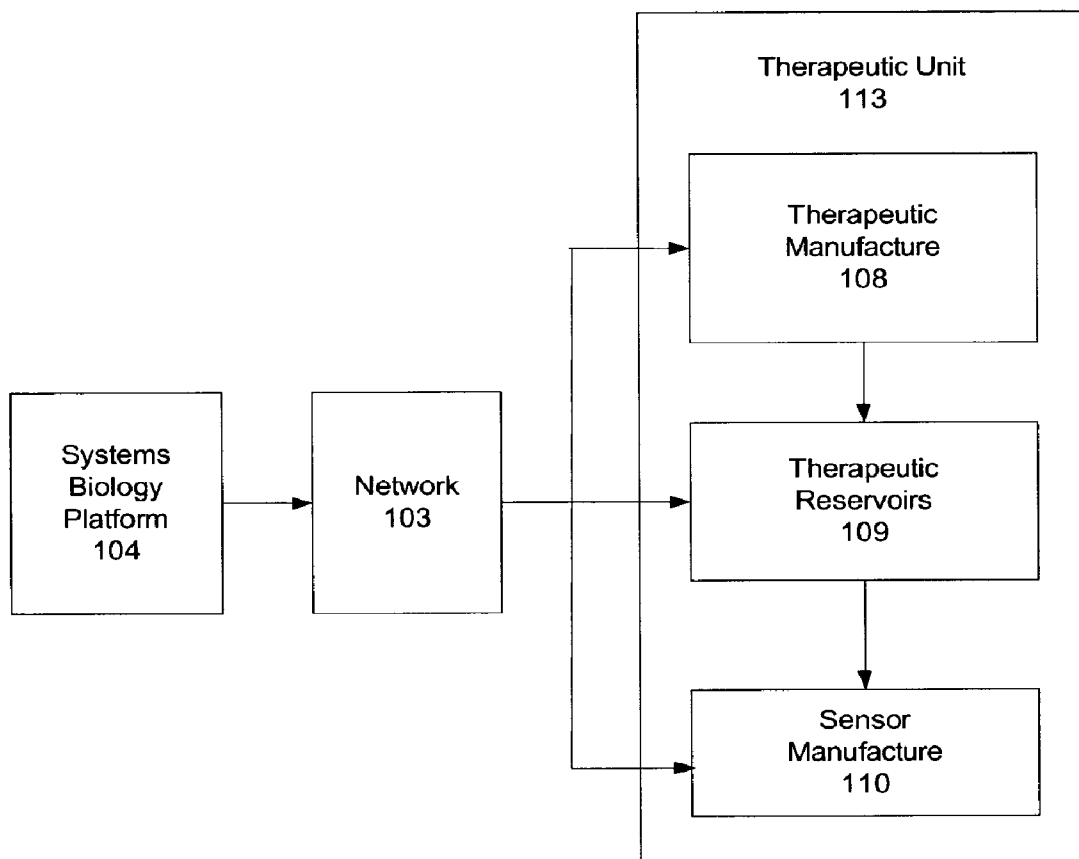 Therapeutic Unit
113
Therapeutic
Manufacture
108
Systems
Biology
Platform
104
Network
103
Therapeutic
Reservoirs
109
Sensor
Manufacture
110